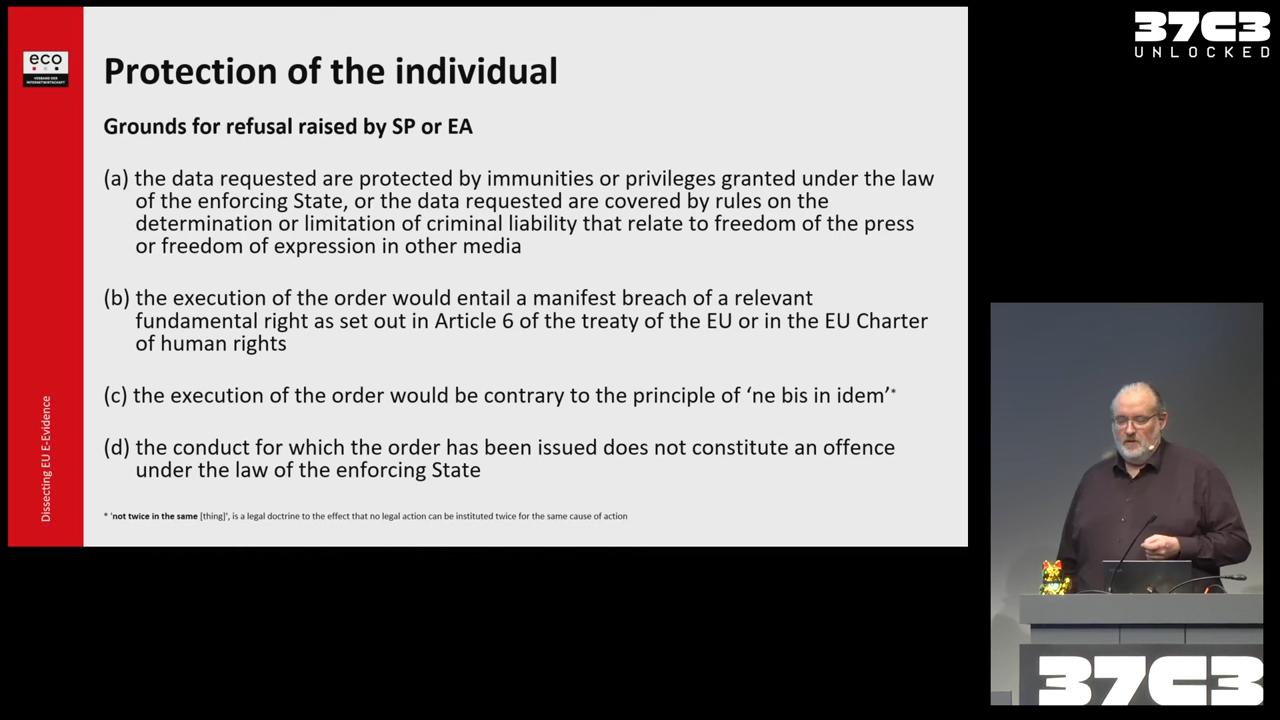 37C3
UNLOCKED
eco
VERBAND DER
INTERNETWIRTSCHAFT
Protection of the individual
Grounds for refusal raised by SP or EA
(a) the data requested are protected by immunities or privileges granted under the law
of the enforcing State, or the data requested are covered by rules on the
determination or limitation of criminal liability that relate to freedom of the press
or freedom of expression in other media
(b) the execution of the order would entail a manifest breach of a relevant
fundamental right as set out in Article 6 of the treaty of the EU or in the EU Charter
of human rights
(c) the execution of the order would be contrary to the principle of ‘ne bis in idem’*
(d) the conduct for which the order has been issued does not constitute an offence
under the law of the enforcing State
* ‘not twice in the same [thing]’, is a legal doctrine to the effect that no legal action can be instituted twice for the same cause of action
Dissecting EU E-Evidence
37C3